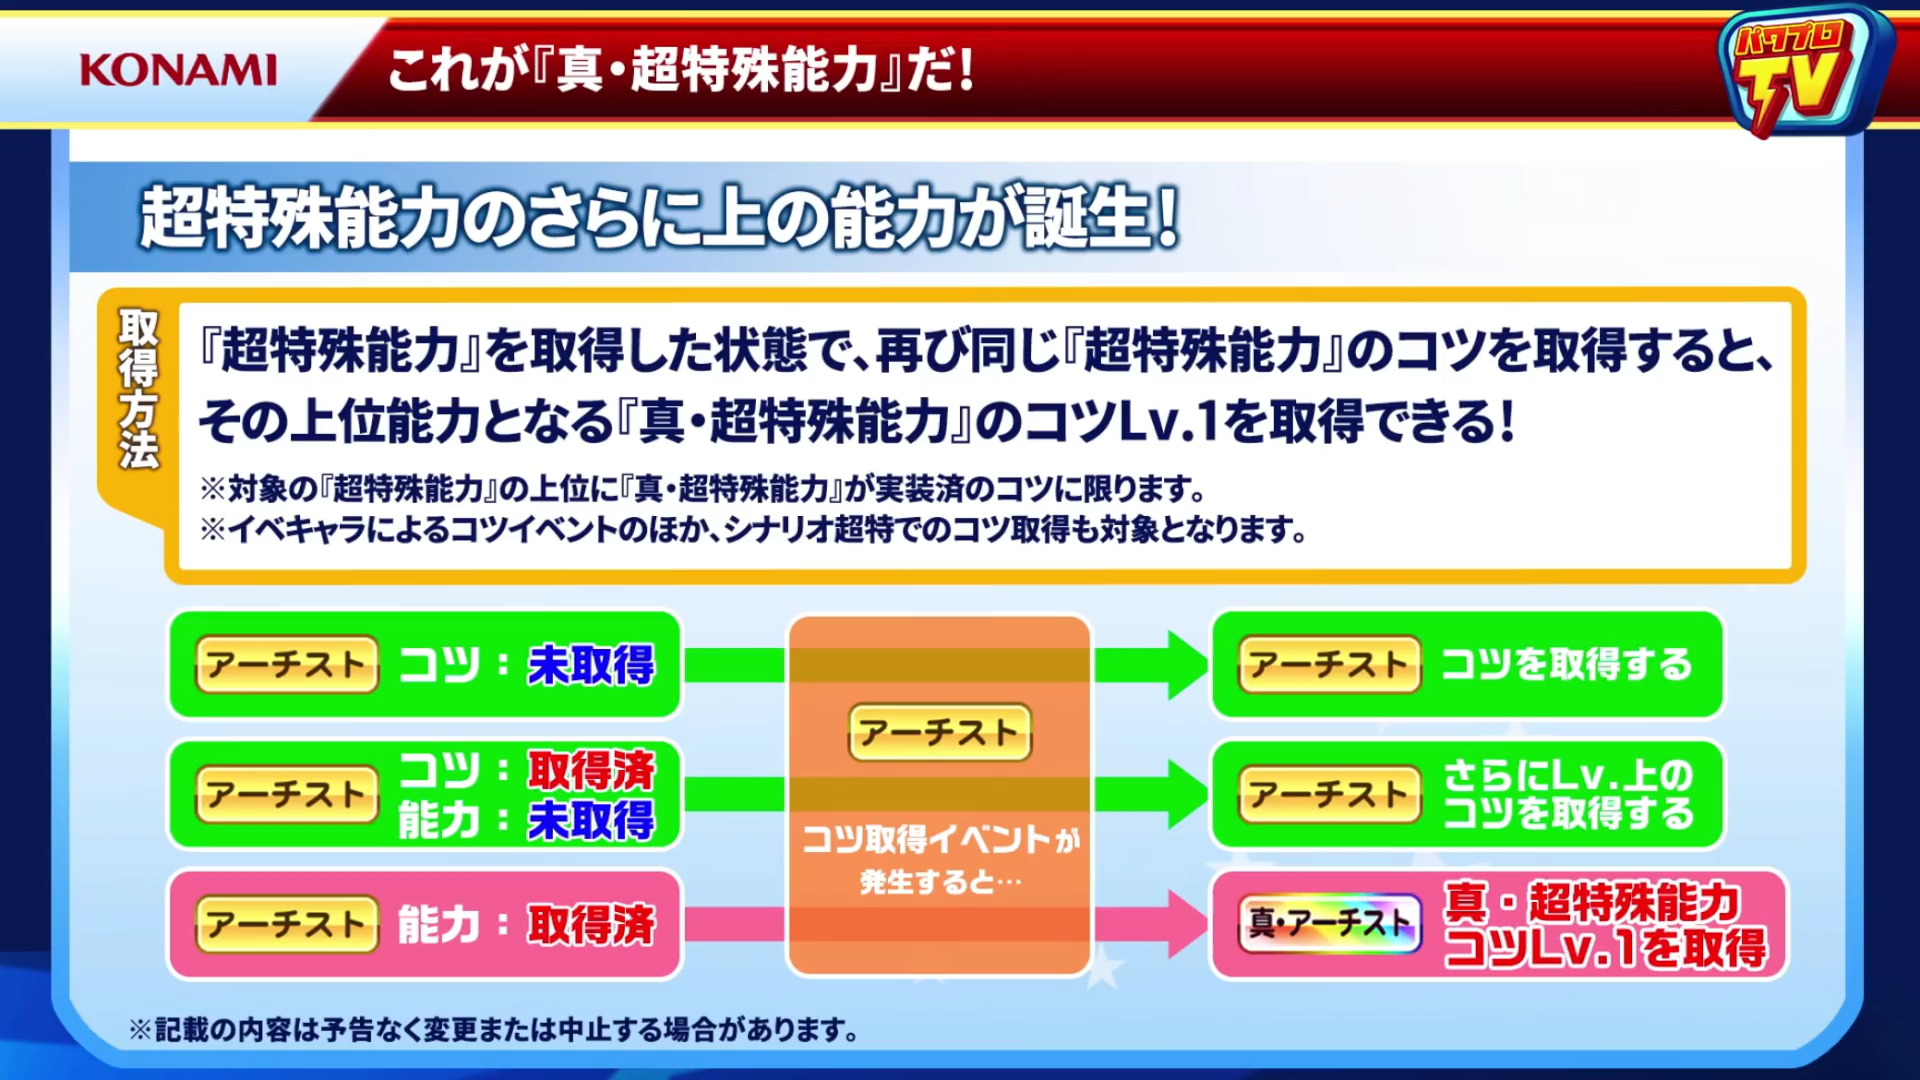 KONAMI
これが『真・超特殊能力』だ!
パワプロ
TV
超特殊能力のさらに上の能力が誕生!
取得方法
『超特殊能力』を取得した状態で、再び同じ『超特殊能力』のコツを取得すると、
その上位能力となる『真・超特殊能力』のコツLv.1を取得できる!
※対象の『超特殊能力』の上位に『真・超特殊能力』が実装済のコツに限ります。
※イベキャラによるコツイベントのほか、シナリオ超特でのコツ取得も対象となります。
アーチスト コツ:未取得
アーチスト コツ:取得済
能力:未取得
アーチスト 能力:取得済
アーチスト
コツ取得イベントが
発生すると…
アーチスト コツを取得する
アーチスト さらにLv.上の
コツを取得する
真・アーチスト 真・超特殊能力
コツLv.1を取得
※記載の内容は予告なく変更または中止する場合があります。